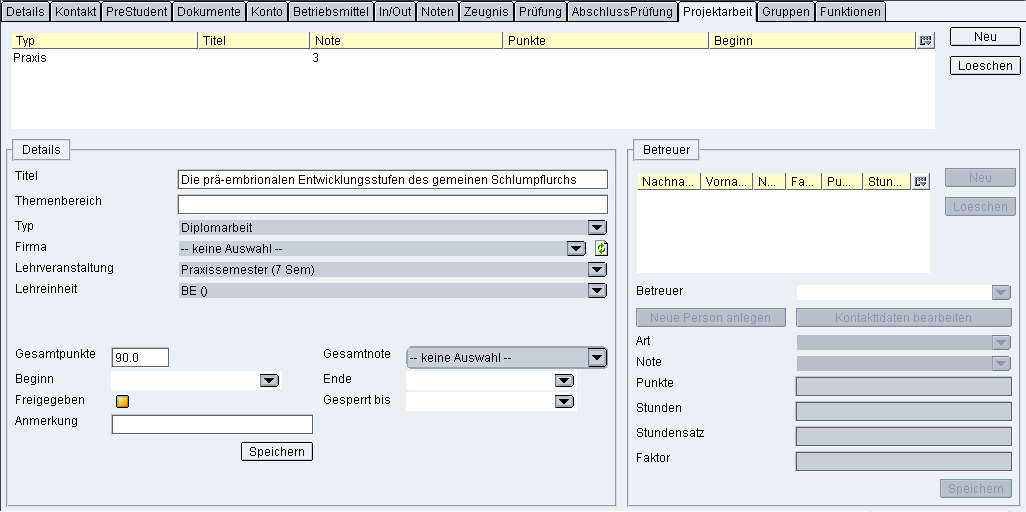 Details Kontakt PreStudent Dokumente Konto Betriebsmittel In/Out Noten Zeugnis Prüfung AbschlussPrüfung Projektarbeit Gruppen Funktionen
Typ Titel Note Punkte Beginn
Neu
Praxis 3
Loeschen
Details
Titel Die prä-embrionalen Entwicklungsstufen des gemeinen Schlumpflurchs
Themenbereich
Typ Diplomarbeit
Firma -- keine Auswahl --
Lehrveranstaltung Praxissemester (7 Sem)
Lehreinheit BE ()
Gesamtpunkte 90.0 Gesamtnote -- keine Auswahl --
Beginn Ende
Freigegeben Gesperrt bis
Anmerkung
Speichern
Betreuer
Nachna... Vorna... N... Fa... Pu... Stun...
Neu
Loeschen
Betreuer
Neue Person anlegen Kontakttdaten bearbeiten
Art
Note
Punkte
Stunden
Stundensatz
Faktor
Speichern